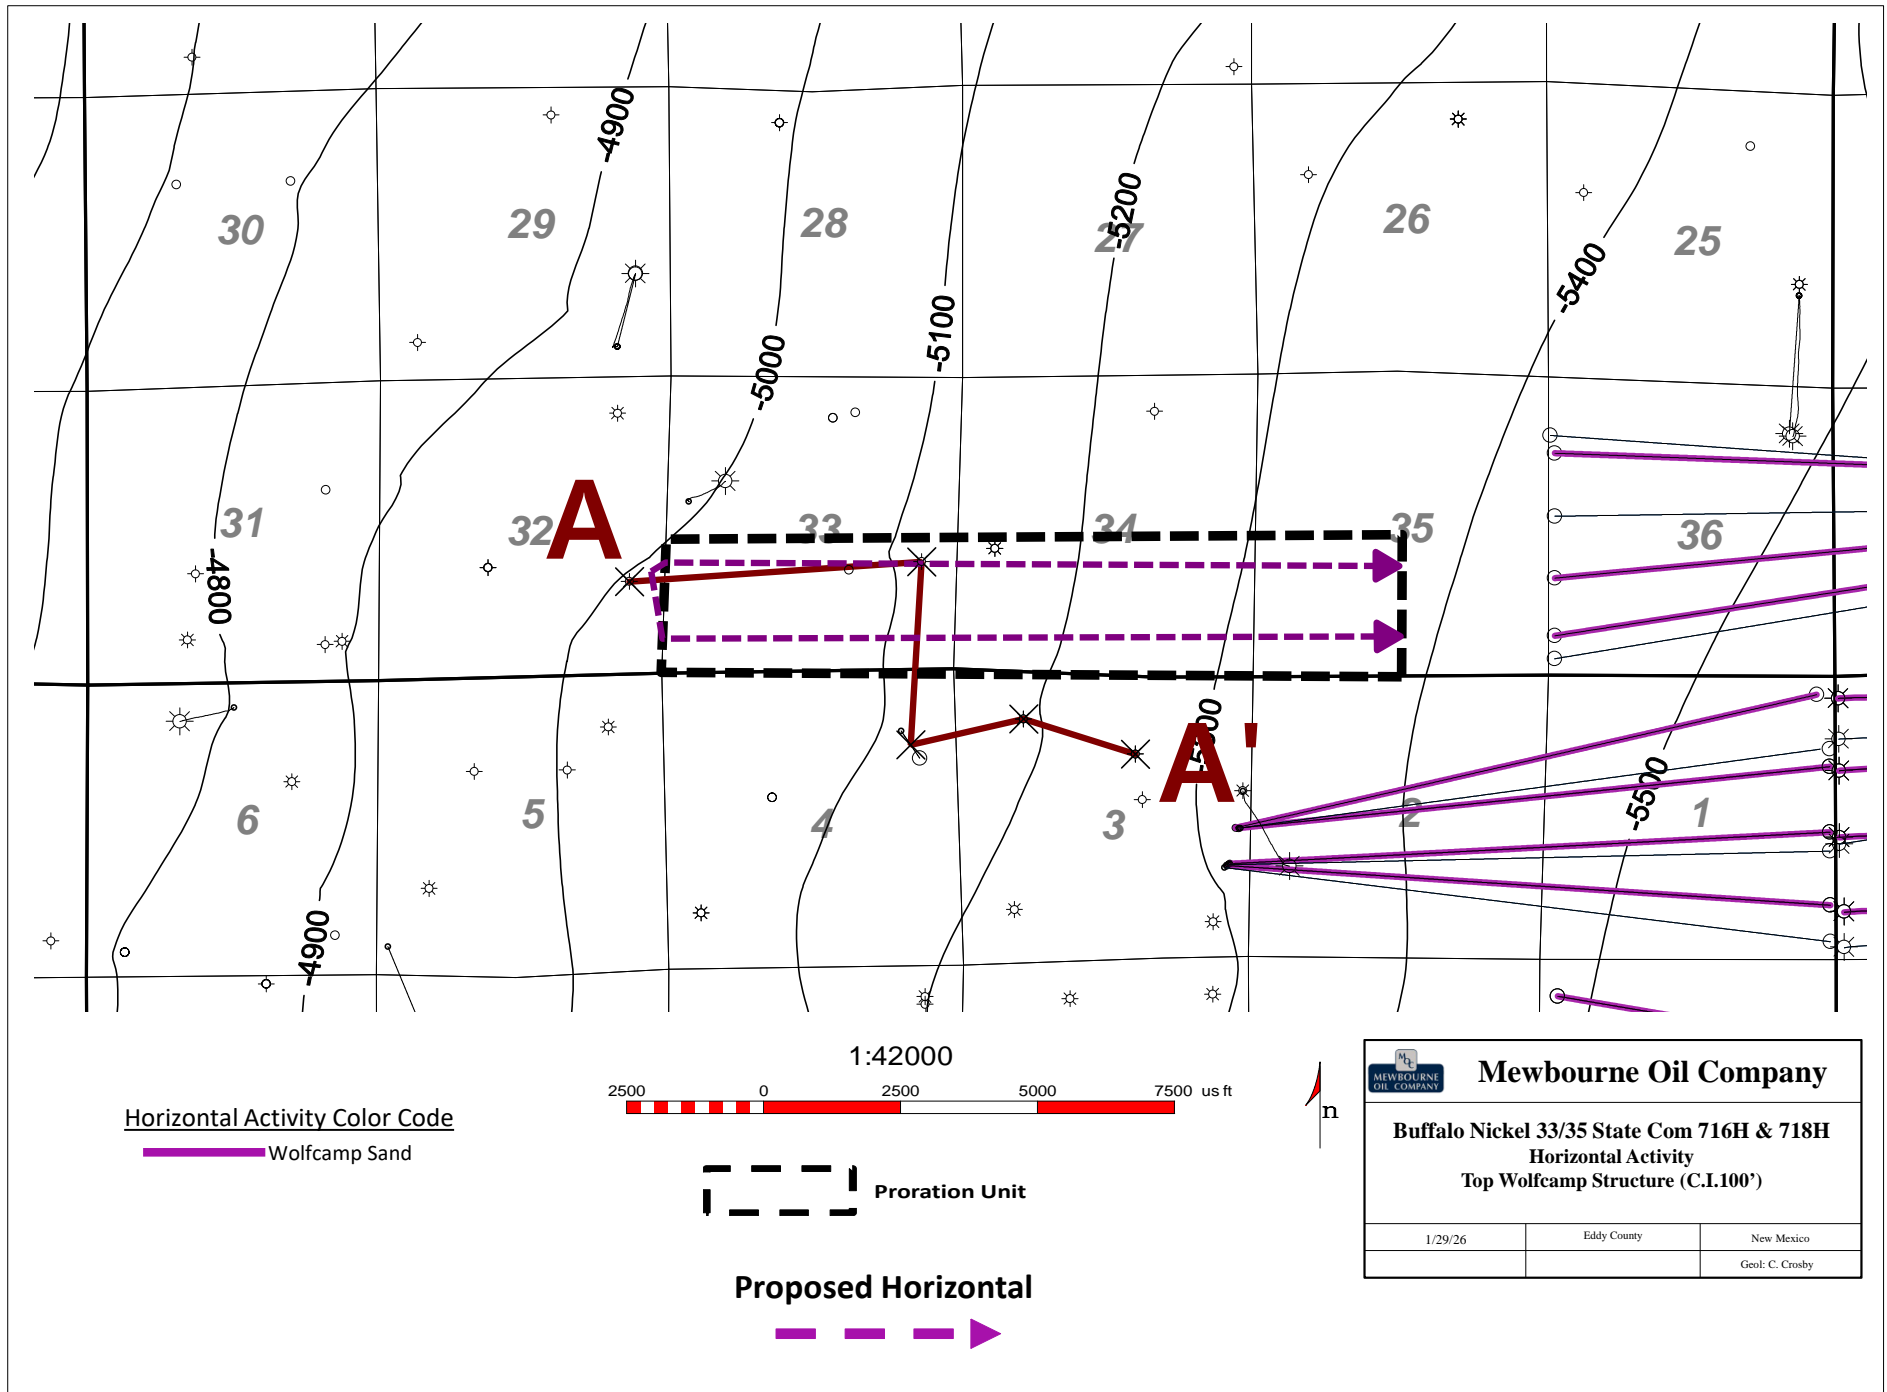 -4900
30
29
28
-5200
27
26
25
-5400
-5100
-5000
A
31
32
33
34
35
36
-4800
-5300
A'
-5500
6
5
4
3
2
1
-4900
1:42000
2500 0 2500 5000 7500 us ft
n
Horizontal Activity Color Code
Wolfcamp Sand
Proration Unit
Proposed Horizontal
MOC
MEWBOURNE
OIL COMPANY
Mewbourne Oil Company
Buffalo Nickel 33/35 State Com 716H & 718H
Horizontal Activity
Top Wolfcamp Structure (C.I.100')
1/29/26 Eddy County New Mexico
Geol: C. Crosby